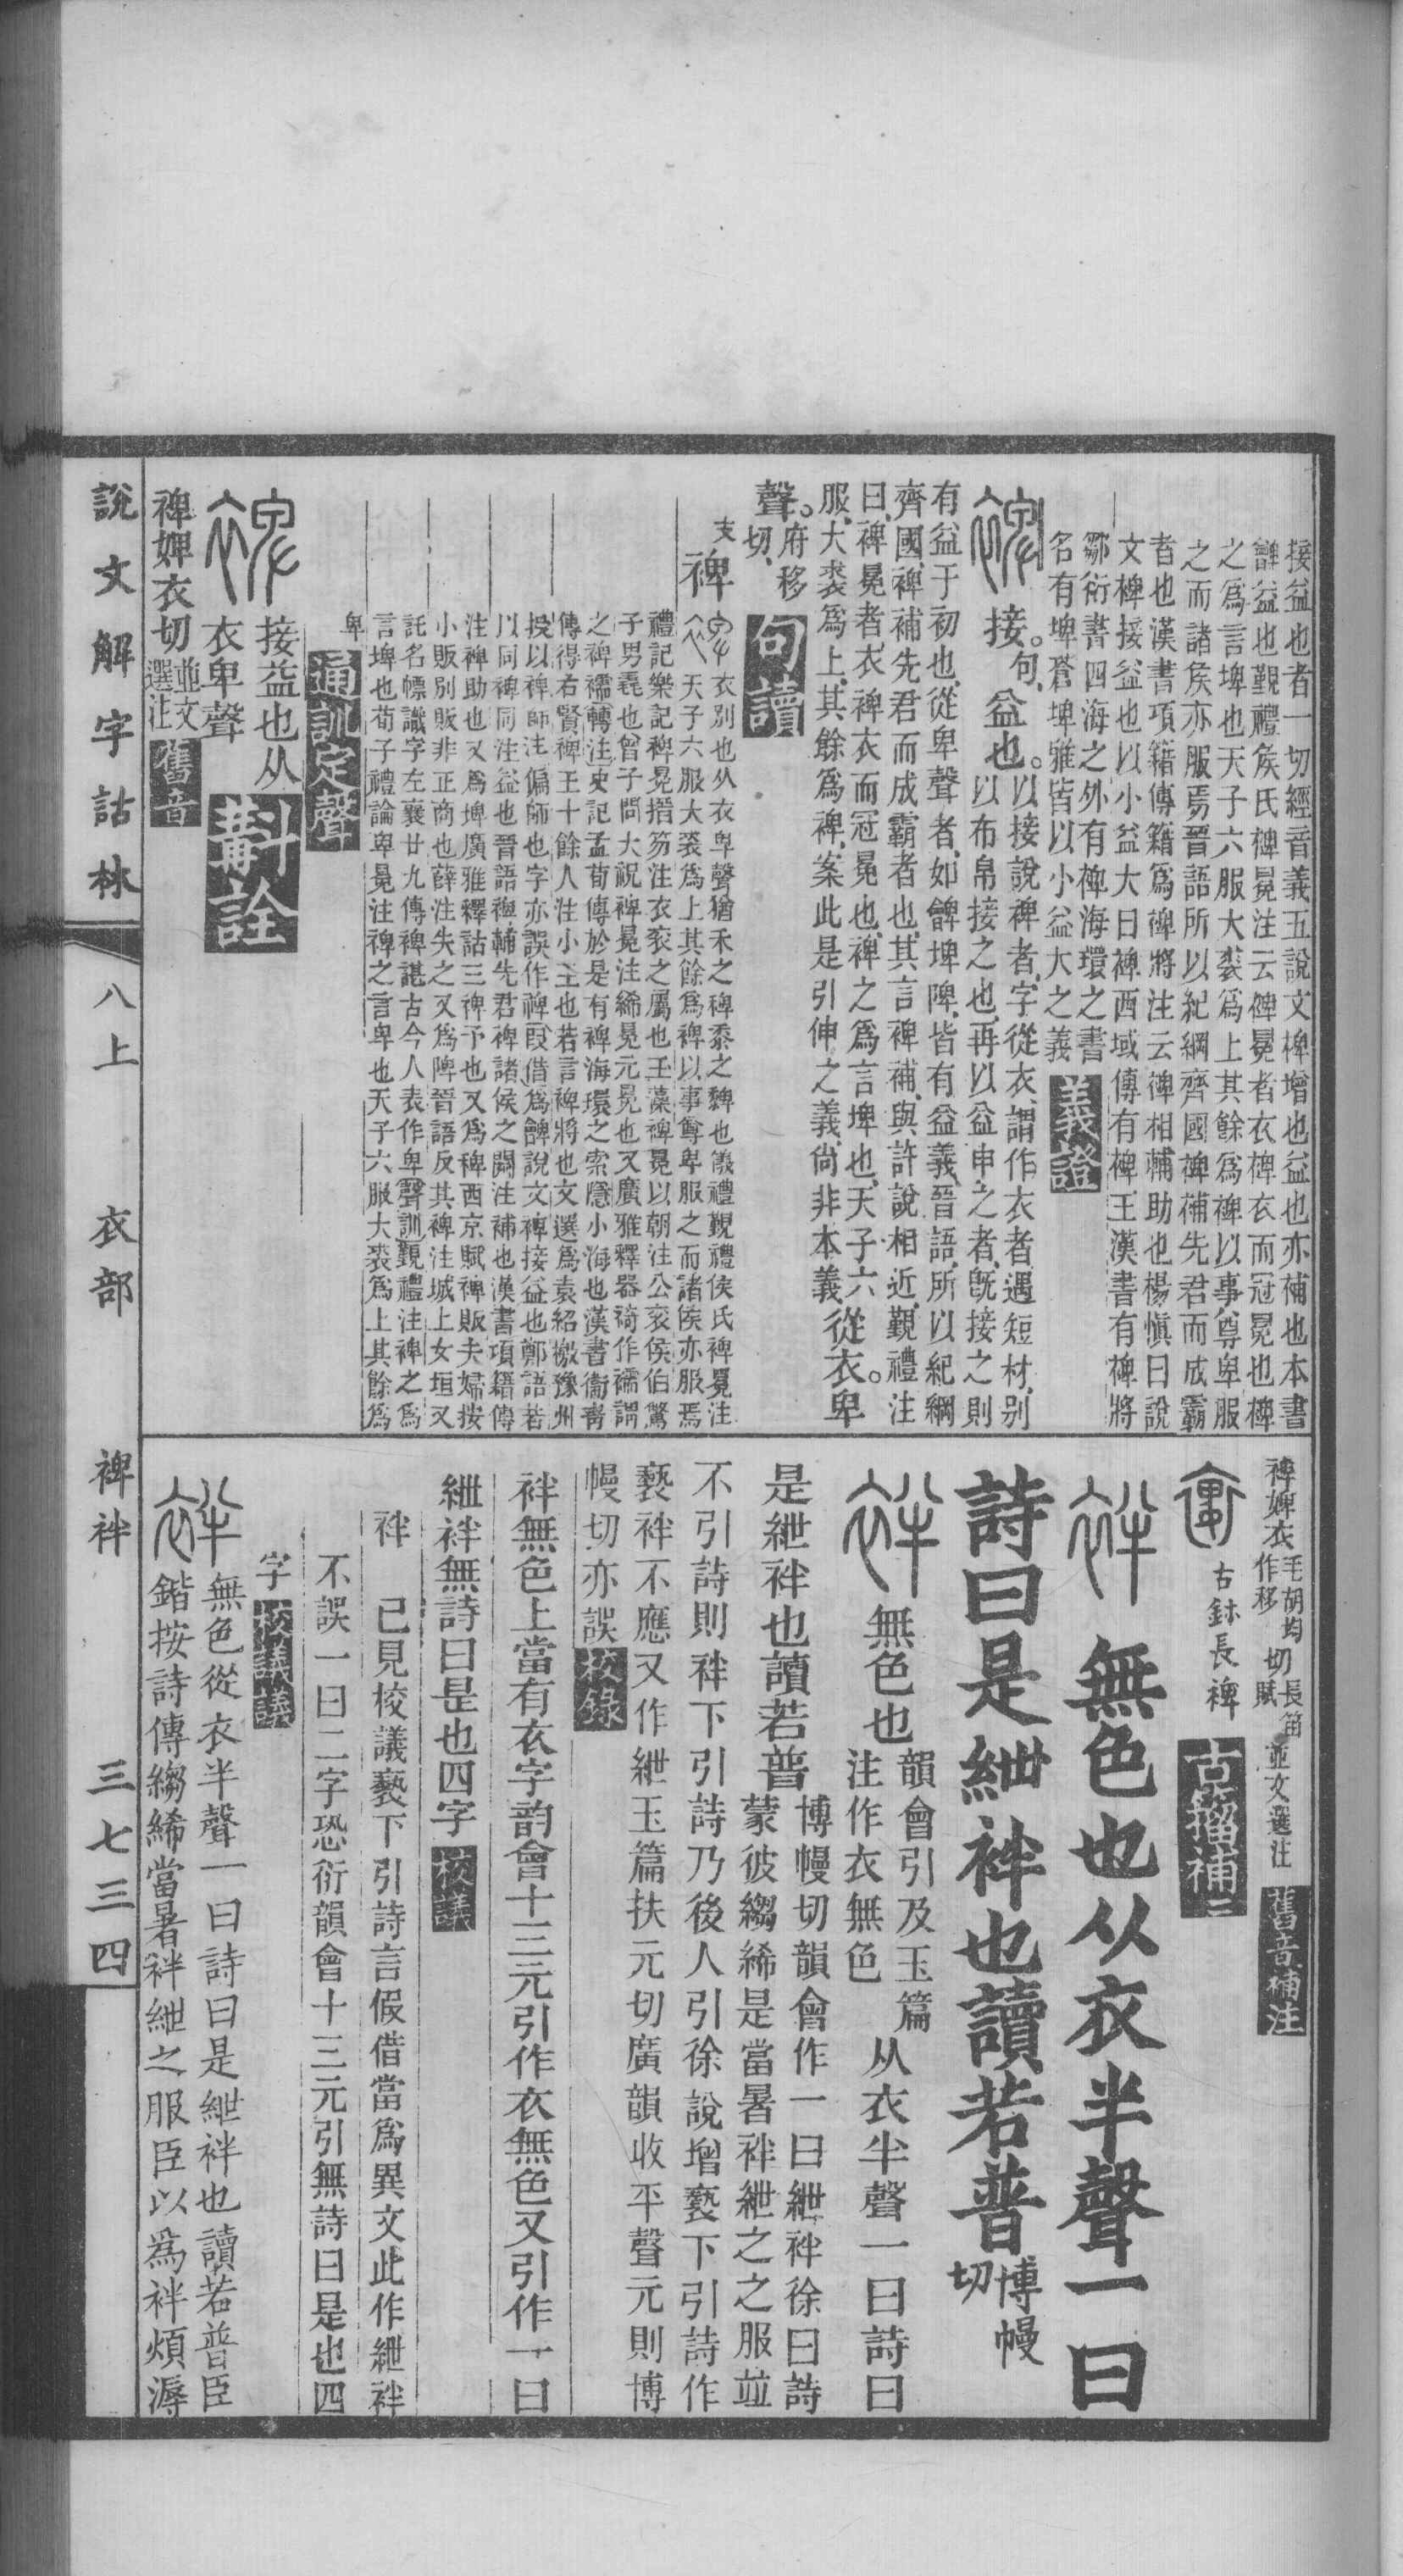 接益也者一切經音義五說文椑增也益也亦補也本書
䪐益也覲禮矦氏裨冕注云裨冕者衣裨衣而冠冕也裨
之爲言埤也天子六服大裘爲上其餘爲裨以事尊卑服
之而諸矦亦服焉晉語所以紀綱齊國裨補先君而成霸
者也漢書項籍傳籍爲裨將注云裨相輔助也楊愼曰說
文椑接益也以小益大曰裨西域傳有裨王漢書有裨將
鄒衍書四海之外有裨海環之書
名有埤蒼埤雅皆以小益大之義 義證
接。句、益也。以接說裨者、字從衣、謂作衣者、遇短材、别
以布帛接之也、再以益申之者、旣接之則
有益于初也、從卑聲者、如䪐埤陴、皆有益義、晉語、所以紀綱
齊國、裨補先君而成霸者也、其言裨補、與許說相近、覲禮注
曰、裨冕者、衣裨衣而冠冕也、裨之爲言埤也、天子六
服、大裘爲上、其餘爲裨、案此是引伸之義、尙非本義 從衣。卑
聲。府移切、 句讀
支 裨
衣別也从衣卑聲猶禾之稗黍之粺也儀禮覲禮侯氏裨冕注
天子六服大裘爲上其餘爲裨以事尊卑服之而諸侯亦服焉
禮記樂記裨冕搢笏注衣衮之屬也玉藻裨冕以朝注公衮侯伯驚
子男毳也曾子問大祝裨冕注絺冕元冕也又廣雅釋器裿作襦謂
之裨襦轉注史記孟荀傳於是有裨海環之索隱小海也漢書衞靑
傳得右賢裨王十餘人注小王也若言裨將也文選爲袁紹檄豫州
授以裨師注偏師也字亦誤作禆叚借爲䪐說文裨接益也鄭語若
以同裨同注益也晉語裨輔先君裨諸侯之闕注補也漢書項籍傳
注裨助也又爲埤廣雅釋詁三裨予也又爲稗西京賦裨販夫婦按
小販別販非正商也薛注失之又爲陴晉語反其裨注城上女垣又
託名幖識字左襄廿九傳裨諶古今人表作卑聲訓覲禮注裨之爲
言埤也荀子禮論卑冕注裨之言卑也天子六服大裘爲上其餘爲
卑 通訓定聲
接益也从
衣卑聲 斠詮
裨婢衣切並文選注 舊音
裨婢衣毛胡均作移切長笛賦並文選注 舊音補注
古鉥長裨 古籀補二
無色也从衣半聲一曰
詩曰是紲袢也讀若普博幔切
無色也韻會引及玉篇注作衣無色从衣半聲一曰詩曰
是紲袢也讀若普博幔切韻會作一曰紲袢徐曰詩
蒙彼縐絺是當暑袢紲之之服竝
不引詩則袢下引詩乃後人引徐說增褻下引詩作
褻袢不應又作紲玉篇扶元切廣韻收平聲元則博
幔切亦誤 校錄
袢無色上當有衣字韵會十三元引作衣無色又引作一曰
紲袢無詩曰是也四字 校議
袢 已見校議褻下引詩言假借當爲異文此作紲袢
不誤一曰二字恐衍韻會十三元引無詩曰是也四
字 校議議
無色從衣半聲一曰詩曰是紲袢也讀若普臣
鍇按詩傳縐絺當暑袢紲之服臣以爲袢煩溽
說文解字詁林 八上 衣部 裨袢 三七三四